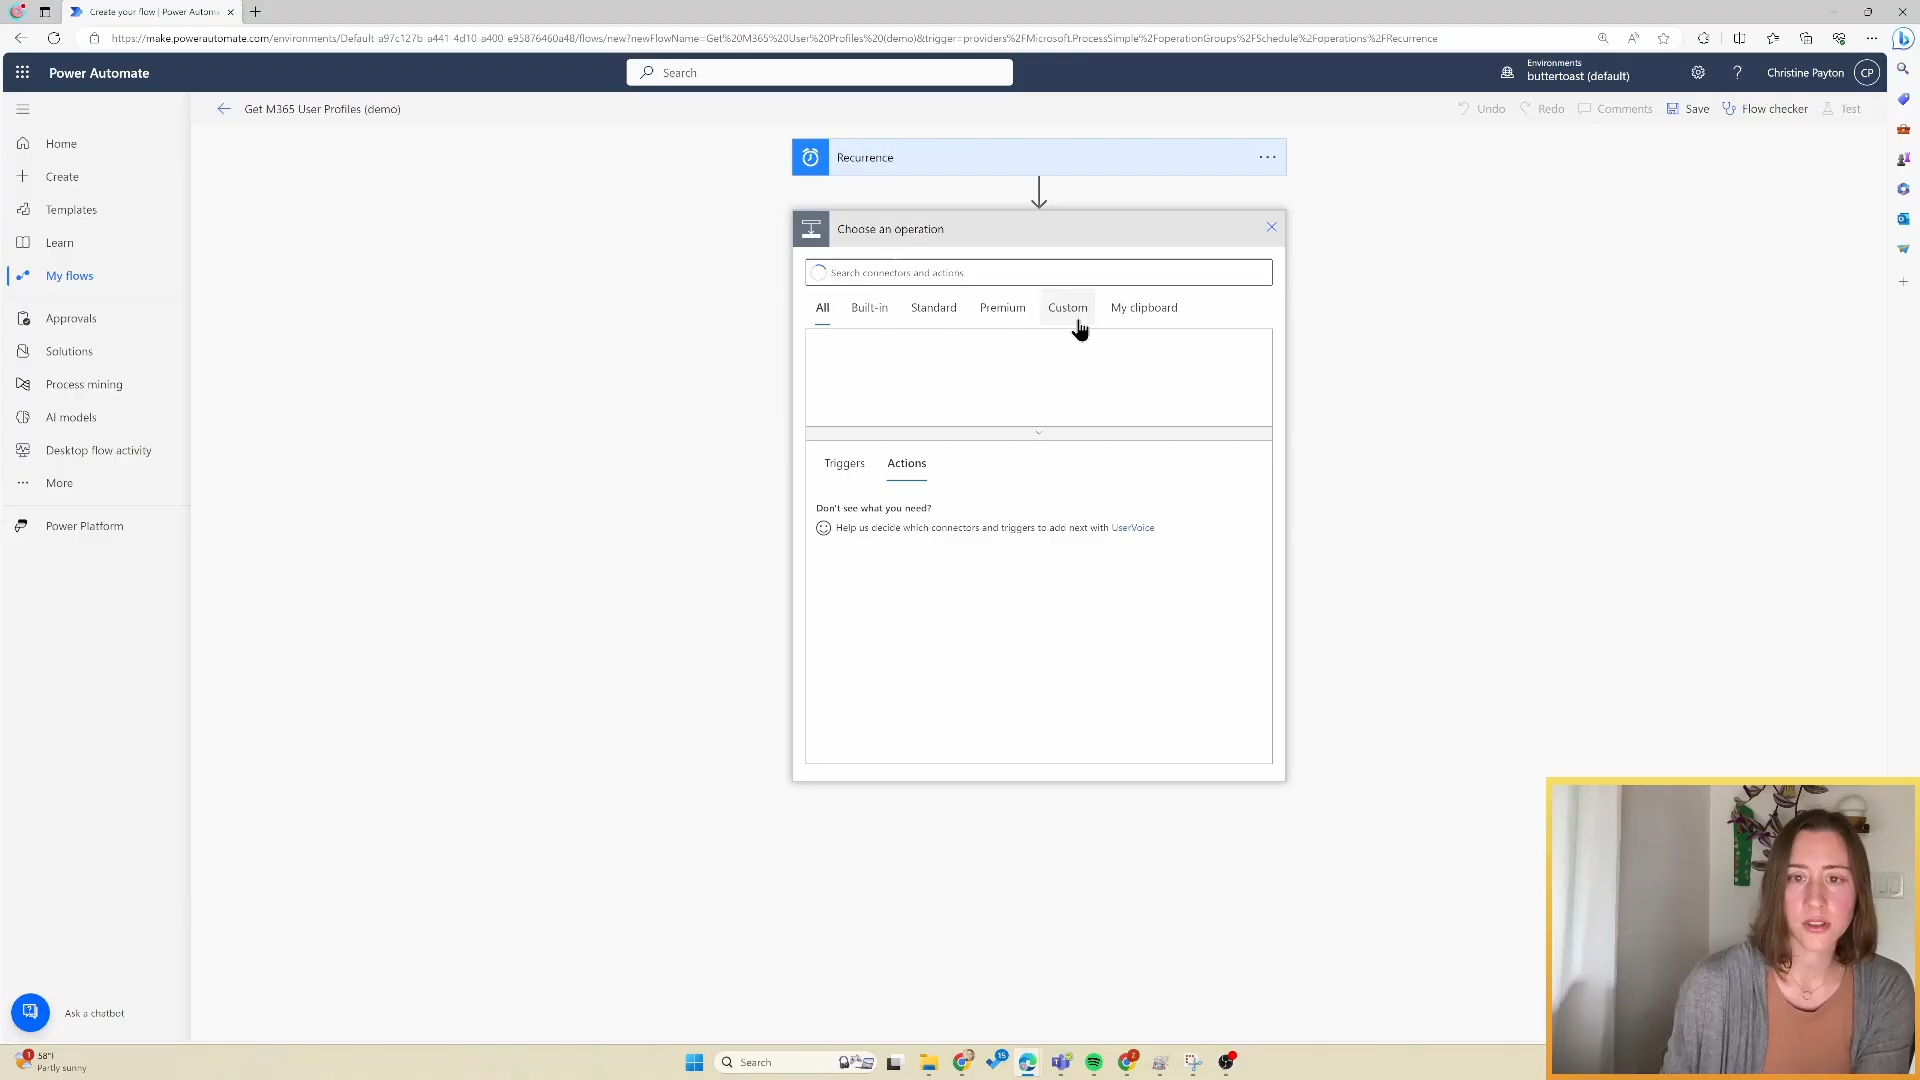 Create your flow | Power Autom
https://make.powerautomate.com/environments/Default-a97c127b-a441-4d10-a400-e95876460a48/flows/new?newFlowName=Get%20M365%20User%20Profiles%20(demo)&trigger=providers%2FMicrosoft.ProcessSimple%2FoperationGroups%2FSchedule%2Foperations%2FRecurrence
Power Automate
Search
Environments
buttertoast (default)
Christine Payton
CP
Get M365 User Profiles (demo)
Undo
Redo
Comments
Save
Flow checker
Test
Home
Create
Templates
Learn
My flows
Approvals
Solutions
Process mining
AI models
Desktop flow activity
More
Power Platform
Ask a chatbot
Recurrence
Choose an operation
Search connectors and actions
All
Built-in
Standard
Premium
Custom
My clipboard
Triggers
Actions
Don't see what you need?
Help us decide which connectors and triggers to add next with UserVoice
1
58°F
Partly sunny
Search
15
2